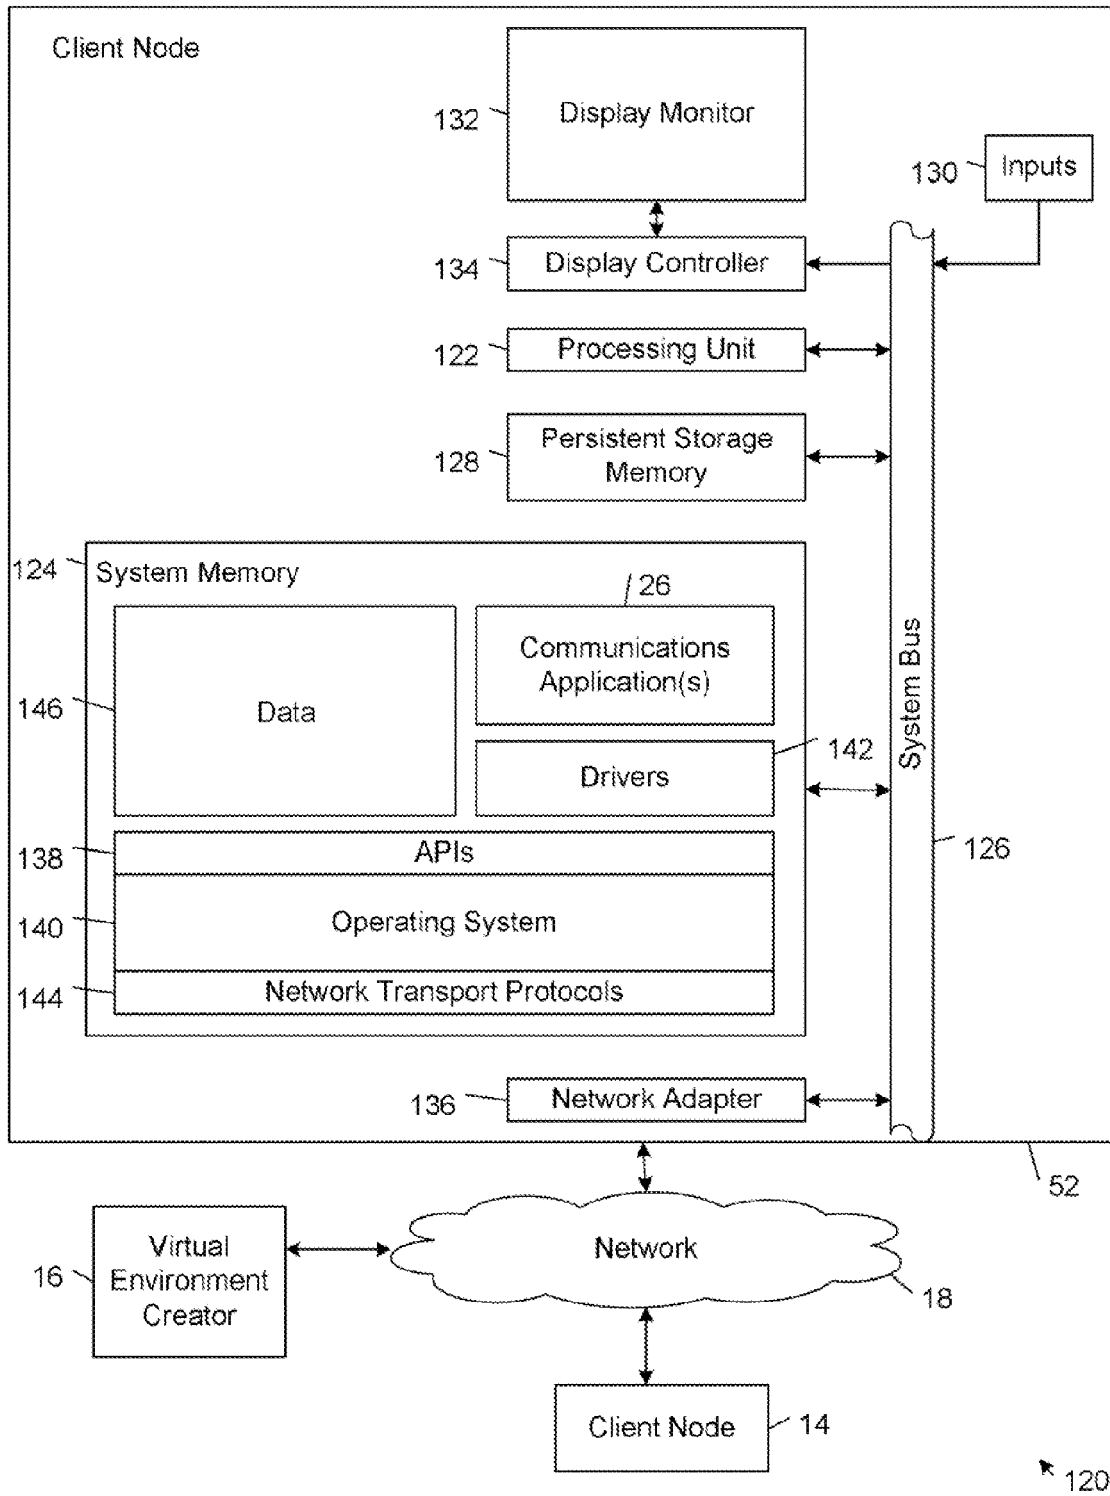 Client Node
132
Display Monitor
130
Inputs
134
Display Controller
122
Processing Unit
128
Persistent Storage
Memory
124
System Memory
26
Communications
Application(s)
146
Data
142
Drivers
System Bus
126
138
APIs
140
Operating System
144
Network Transport Protocols
136
Network Adapter
52
16
Virtual
Environment
Creator
Network
18
Client Node
14
120